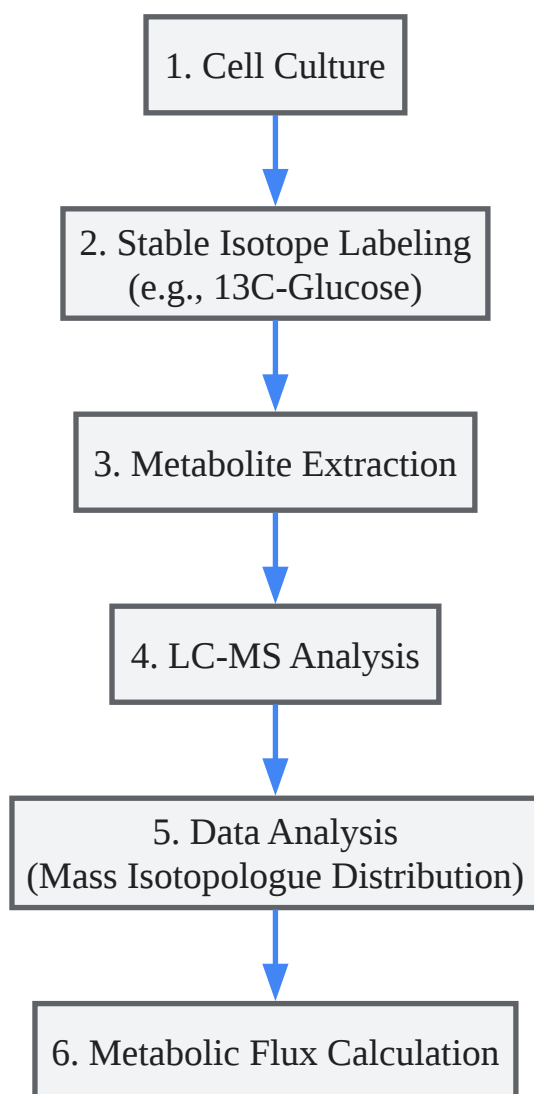 1. Cell Culture
2. Stable Isotope Labeling
(e.g., 13C-Glucose)
3. Metabolite Extraction
4. LC-MS Analysis
5. Data Analysis
(Mass Isotopologue Distribution)
6. Metabolic Flux Calculation